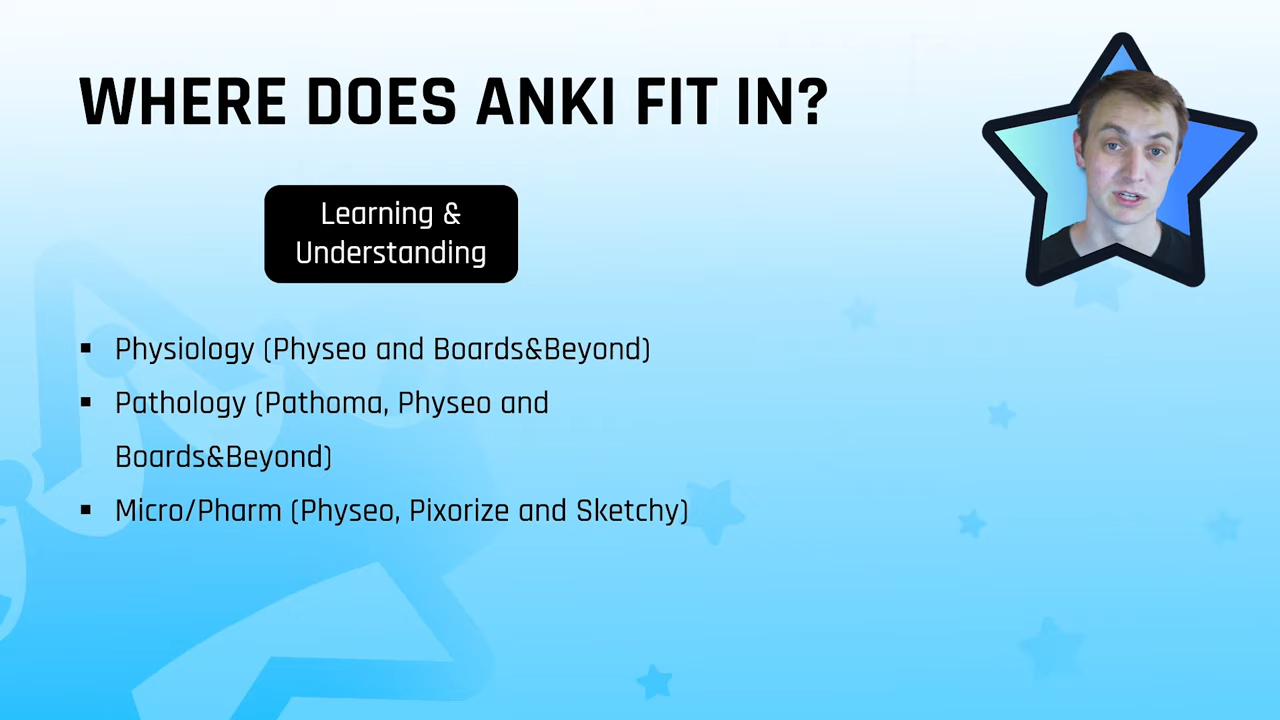 WHERE DOES ANKI FIT IN?
Learning &
Understanding
▪ Physiology (Physeo and Boards&Beyond)
▪ Pathology (Pathoma, Physeo and
Boards&Beyond)
▪ Micro/Pharm (Physeo, Pixorize and Sketchy)